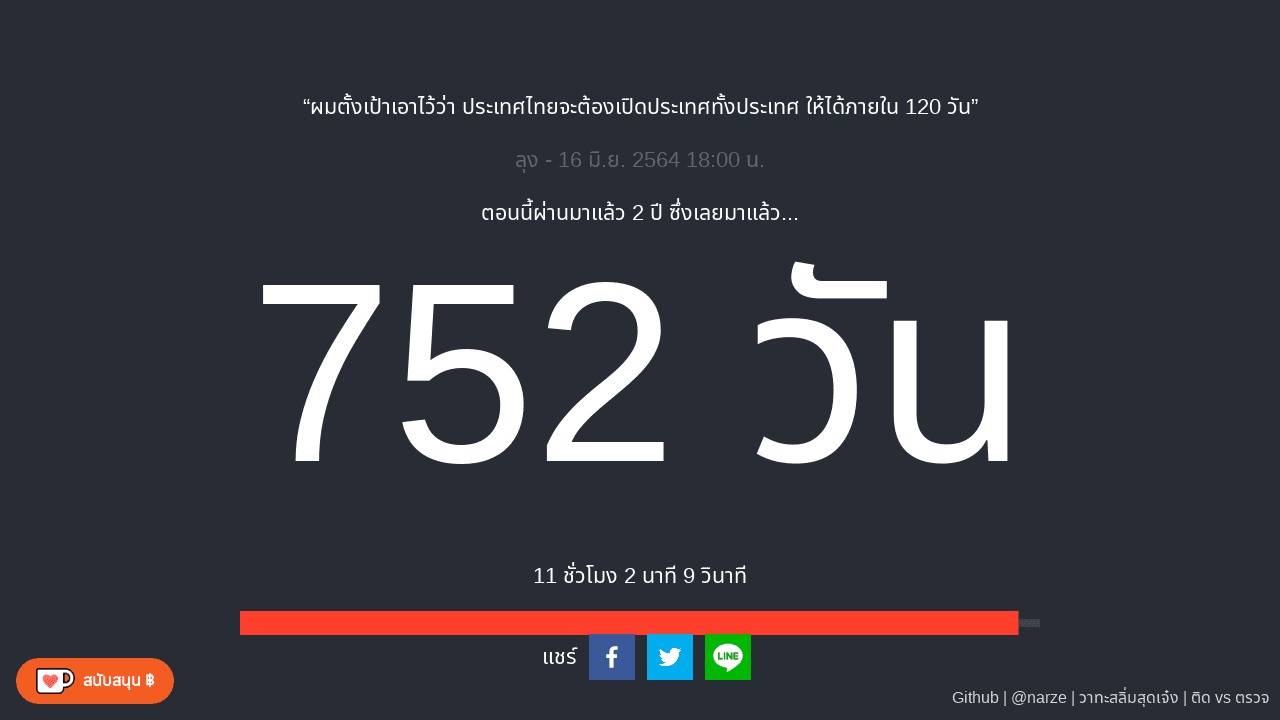 “ผมตั้งเป้าเอาไว้ว่า ประเทศไทยจะต้องเปิดประเทศทั้งประเทศ ให้ได้ภายใน 120 วัน”
ลุง - 16 มิ.ย. 2564 18:00 น.
ตอนนี้ผ่านมาแล้ว 2 ปี ซึ่งเลยมาแล้ว...
752 วัน
11 ชั่วโมง 2 นาที 9 วินาที
แชร์
LINE
สนับสนุน ฿
Github | @narze | วาทะสลิ่มสุดเจ๋ง | ติด vs ตรวจ